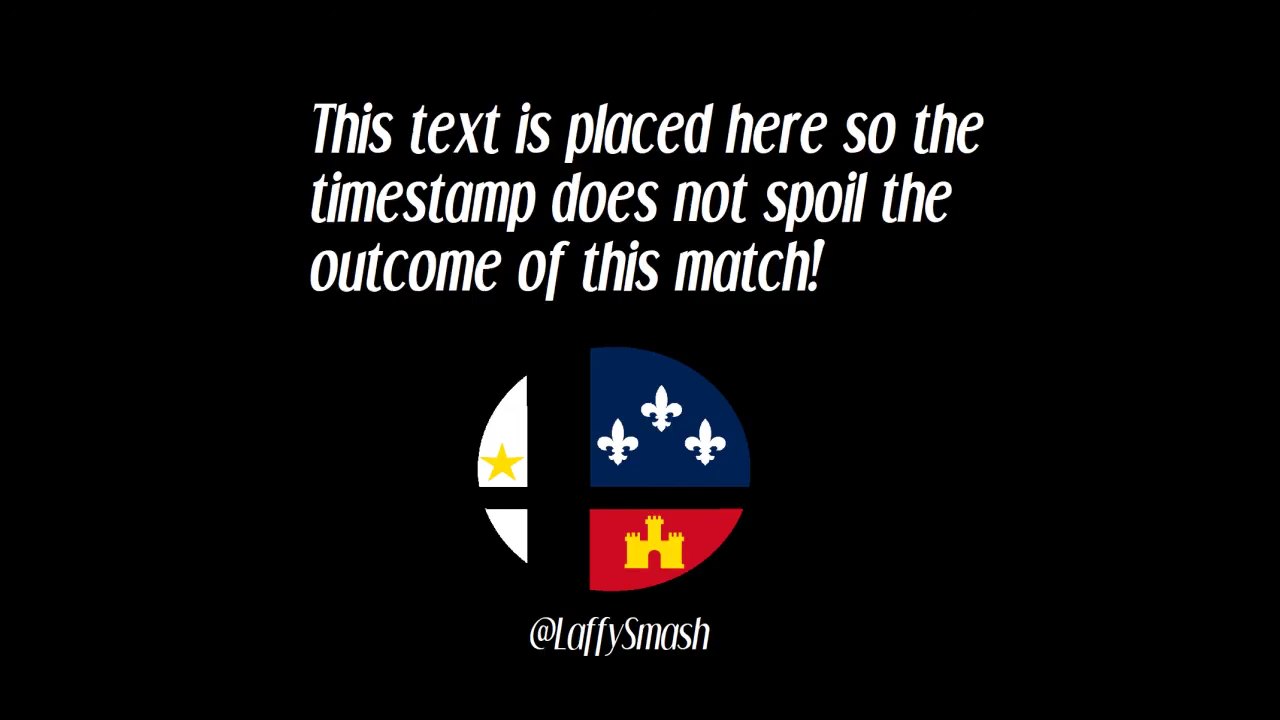 This text is placed here so the
timestamp does not spoil the
outcome of this match!
@LaffySmash